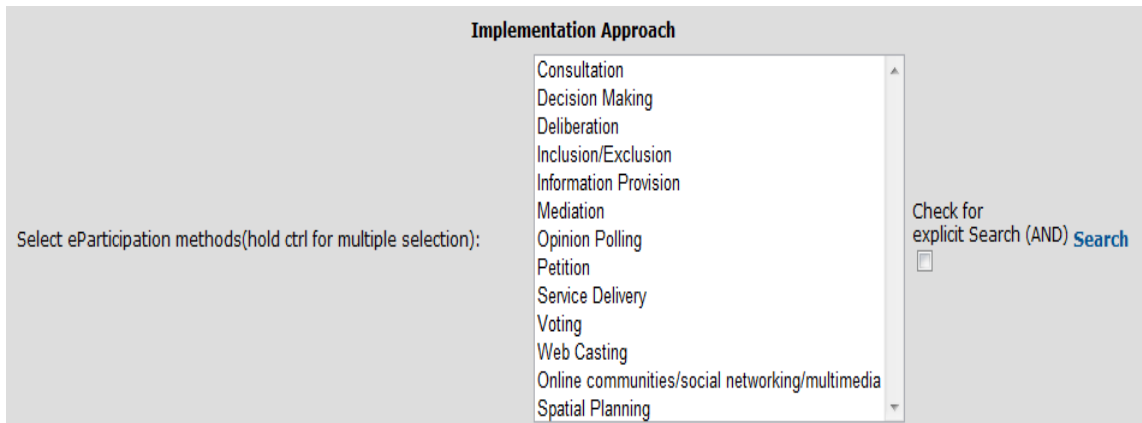 Implementation Approach
Select eParticipation methods(hold ctrl for multiple selection):
Consultation
Decision Making
Deliberation
Inclusion/Exclusion
Information Provision
Mediation
Opinion Polling
Petition
Service Delivery
Voting
Web Casting
Online communities/social networking/multimedia
Spatial Planning
Check for
explicit Search (AND)
Search